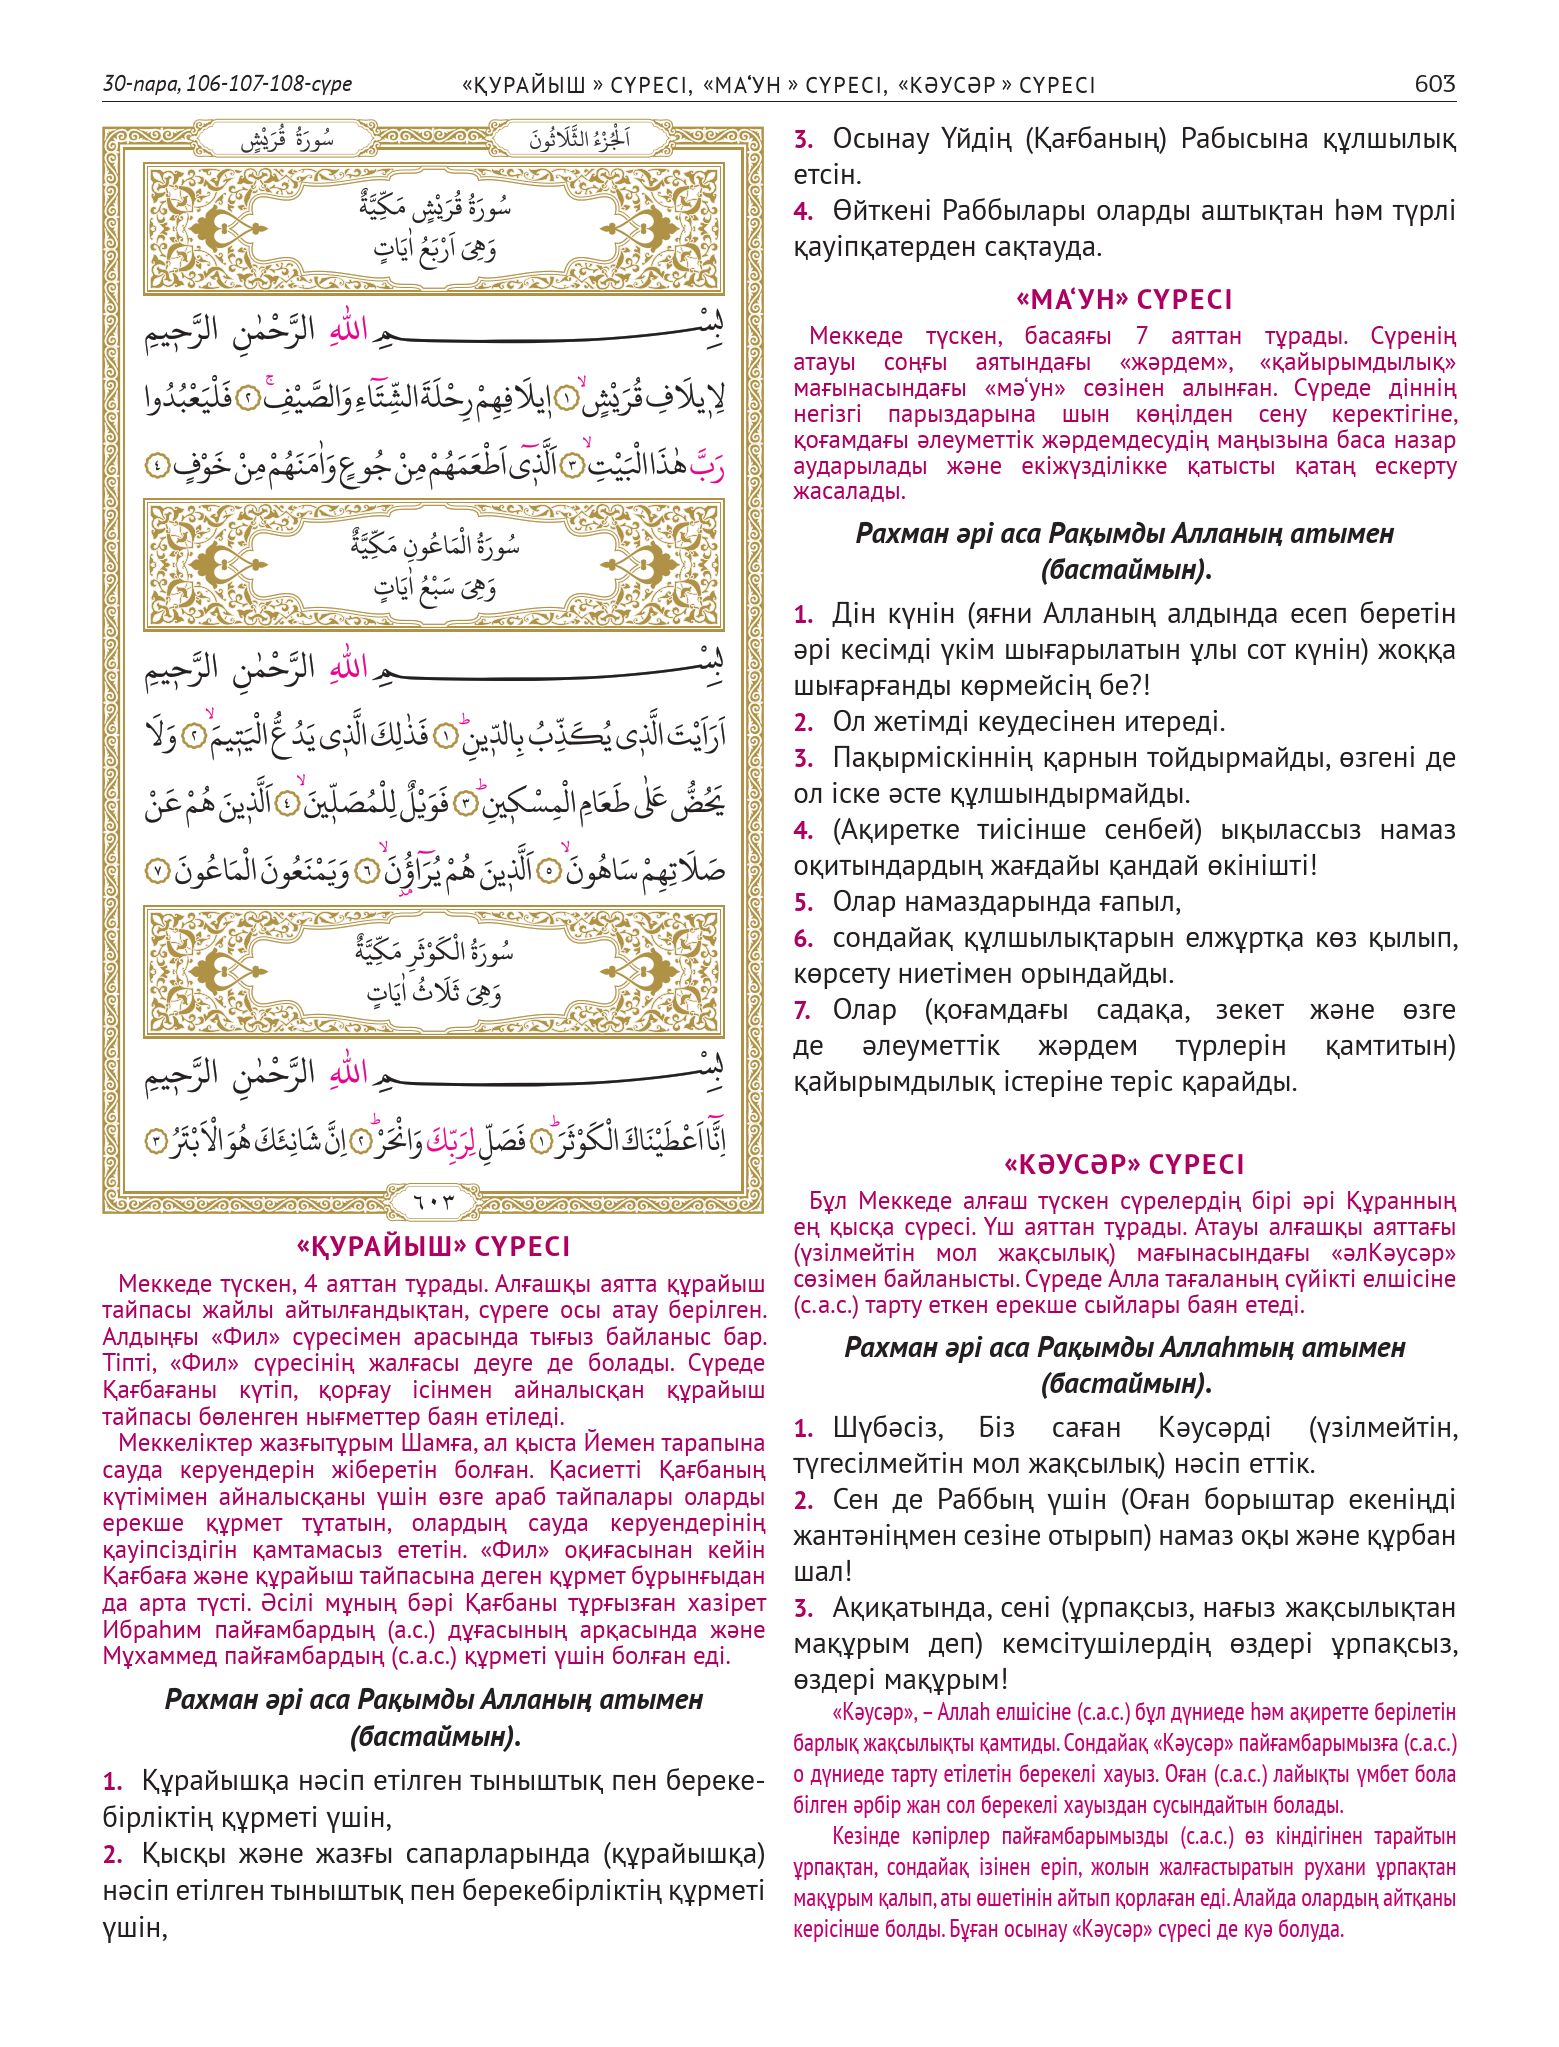 30-пара, 106-107-108-сүре «ҚУРАЙЫШ » СҮРЕСІ, «МА‘УН » СҮРЕСІ, «КӘУСӘР » СҮРЕСІ 603
سُورَةُ قُرَيْشٍ اَلْجُزْءُ الثَّلَاثُونَ
سُورَةُ قُرَيْشٍ مَكِّيَّةٌ
وَهِىَ اَرْبَعُ اٰيَاتٍ
بِسْمِ اللّٰهِ الرَّحْمٰنِ الرَّحٖيمِ
لِاٖيلَافِ قُرَيْشٍۙ ﴿١﴾ اٖيلَافِهِمْ رِحْلَةَ الشِّتَٓاءِ وَالصَّيْفِۚ ﴿٢﴾ فَلْيَعْبُدُوا
رَبَّ هٰذَا الْبَيْتِۙ ﴿٣﴾ اَلَّذٖٓى اَطْعَمَهُمْ مِنْ جُوعٍ وَاٰمَنَهُمْ مِنْ خَوْفٍ ﴿٤﴾
سُورَةُ الْمَاعُونِ مَكِّيَّةٌ
وَهِىَ سَبْعُ اٰيَاتٍ
بِسْمِ اللّٰهِ الرَّحْمٰنِ الرَّحٖيمِ
اَرَاَيْتَ الَّذٖى يُكَذِّبُ بِالدّٖينِؕ ﴿١﴾ فَذٰلِكَ الَّذٖى يَدُعُّ الْيَتٖيمَۙ ﴿٢﴾ وَلَا
يَحُضُّ عَلٰى طَعَامِ الْمِسْكٖينِؕ ﴿٣﴾ فَوَيْلٌ لِلْمُصَلّٖينَۙ ﴿٤﴾ اَلَّذٖينَ هُمْ عَنْ
صَلَاتِهِمْ سَاهُونَۙ ﴿٥﴾ اَلَّذٖينَ هُمْ يُرَٓاؤُ۫نَۙ ﴿٦﴾ وَيَمْنَعُونَ الْمَاعُونَ ﴿٧﴾
سُورَةُ الْكَوْثَرِ مَكِّيَّةٌ
وَهِىَ ثَلَاثُ اٰيَاتٍ
بِسْمِ اللّٰهِ الرَّحْمٰنِ الرَّحٖيمِ
اِنَّٓا اَعْطَيْنَاكَ الْكَوْثَرَؕ ﴿١﴾ فَصَلِّ لِرَبِّكَ وَانْحَرْؕ ﴿٢﴾ اِنَّ شَانِئَكَ هُوَ الْاَبْتَرُ ﴿٣﴾
٦٠٣
«ҚУРАЙЫШ» СҮРЕСІ
Меккеде түскен, 4 аяттан тұрады. Алғашқы аятта құрайыш
тайпасы жайлы айтылғандықтан, сүреге осы атау берілген.
Алдыңғы «Фил» сүресімен арасында тығыз байланыс бар.
Тіпті, «Фил» сүресінің жалғасы деуге де болады. Сүреде
Қағбағаны күтіп, қорғау ісінмен айналысқан құрайыш
тайпасы бөленген нығметтер баян етіледі.
Меккеліктер жазғытұрым Шамға, ал қыста Йемен тарапына
сауда керуендерін жіберетін болған. Қасиетті Қағбаның
күтімімен айналысқаны үшін өзге араб тайпалары оларды
ерекше құрмет тұтатын, олардың сауда керуендерінің
қауіпсіздігін қамтамасыз ететін. «Фил» оқиғасынан кейін
Қағбаға және құрайыш тайпасына деген құрмет бұрынғыдан
да арта түсті. Әсілі мұның бәрі Қағбаны тұрғызған хазірет
Ибраһим пайғамбардың (а.с.) дұғасының арқасында және
Мұхаммед пайғамбардың (с.а.с.) құрметі үшін болған еді.
Рахман әрі аса Рақымды Алланың атымен
(бастаймын).
1. Құрайышқа нәсіп етілген тыныштық пен береке-
бірліктің құрметі үшін,
2. Қысқы және жазғы сапарларында (құрайышқа)
нәсіп етілген тыныштық пен берекебірліктің құрметі
үшін,
3. Осынау Үйдің (Қағбаның) Рабысына құлшылық
етсін.
4. Өйткені Раббылары оларды аштықтан һәм түрлі
қауіпқатерден сақтауда.
«МА‘УН» СҮРЕСІ
Меккеде түскен, басаяғы 7 аяттан тұрады. Сүренің
атауы соңғы аятындағы «жәрдем», «қайырымдылық»
мағынасындағы «мә‘ун» сөзінен алынған. Сүреде діннің
негізгі парыздарына шын көңілден сену керектігіне,
қоғамдағы әлеуметтік жәрдемдесудің маңызына баса назар
аударылады және екіжүзділікке қатысты қатаң ескерту
жасалады.
Рахман әрі аса Рақымды Алланың атымен
(бастаймын).
1. Дін күнін (яғни Алланың алдында есеп беретін
әрі кесімді үкім шығарылатын ұлы сот күнін) жоққа
шығарғанды көрмейсің бе?!
2. Ол жетімді кеудесінен итереді.
3. Пақырміскіннің қарнын тойдырмайды, өзгені де
ол іске әсте құлшындырмайды.
4. (Ақиретке тиісінше сенбей) ықылассыз намаз
оқитындардың жағдайы қандай өкінішті!
5. Олар намаздарында ғапыл,
6. сондайақ құлшылықтарын елжұртқа көз қылып,
көрсету ниетімен орындайды.
7. Олар (қоғамдағы садақа, зекет және өзге
де әлеуметтік жәрдем түрлерін қамтитын)
қайырымдылық істеріне теріс қарайды.
«КӘУСӘР» СҮРЕСІ
Бұл Меккеде алғаш түскен сүрелердің бірі әрі Құранның
ең қысқа сүресі. Үш аяттан тұрады. Атауы алғашқы аяттағы
(үзілмейтін мол жақсылық) мағынасындағы «әлКәусәр»
сөзімен байланысты. Сүреде Алла тағаланың сүйікті елшісіне
(с.а.с.) тарту еткен ерекше сыйлары баян етеді.
Рахман әрі аса Рақымды Аллаһтың атымен
(бастаймын).
1. Шүбәсіз, Біз саған Кәусәрді (үзілмейтін,
түгесілмейтін мол жақсылық) нәсіп еттік.
2. Сен де Раббың үшін (Оған борыштар екеніңді
жантәніңмен сезіне отырып) намаз оқы және құрбан
шал!
3. Ақиқатында, сені (ұрпақсыз, нағыз жақсылықтан
мақұрым деп) кемсітушілердің өздері ұрпақсыз,
өздері мақұрым!
«Кәусәр», – Аллаһ елшісіне (с.а.с.) бұл дүниеде һәм ақиретте берілетін
барлық жақсылықты қамтиды. Сондайақ «Кәусәр» пайғамбарымызға (с.а.с.)
о дүниеде тарту етілетін берекелі хауыз. Оған (с.а.с.) лайықты үмбет бола
білген әрбір жан сол берекелі хауыздан сусындайтын болады.
Кезінде кәпірлер пайғамбарымызды (с.а.с.) өз кіндігінен тарайтын
ұрпақтан, сондайақ ізінен еріп, жолын жалғастыратын рухани ұрпақтан
мақұрым қалып, аты өшетінін айтып қорлаған еді. Алайда олардың айтқаны
керісінше болды. Бұған осынау «Кәусәр» сүресі де куә болуда.